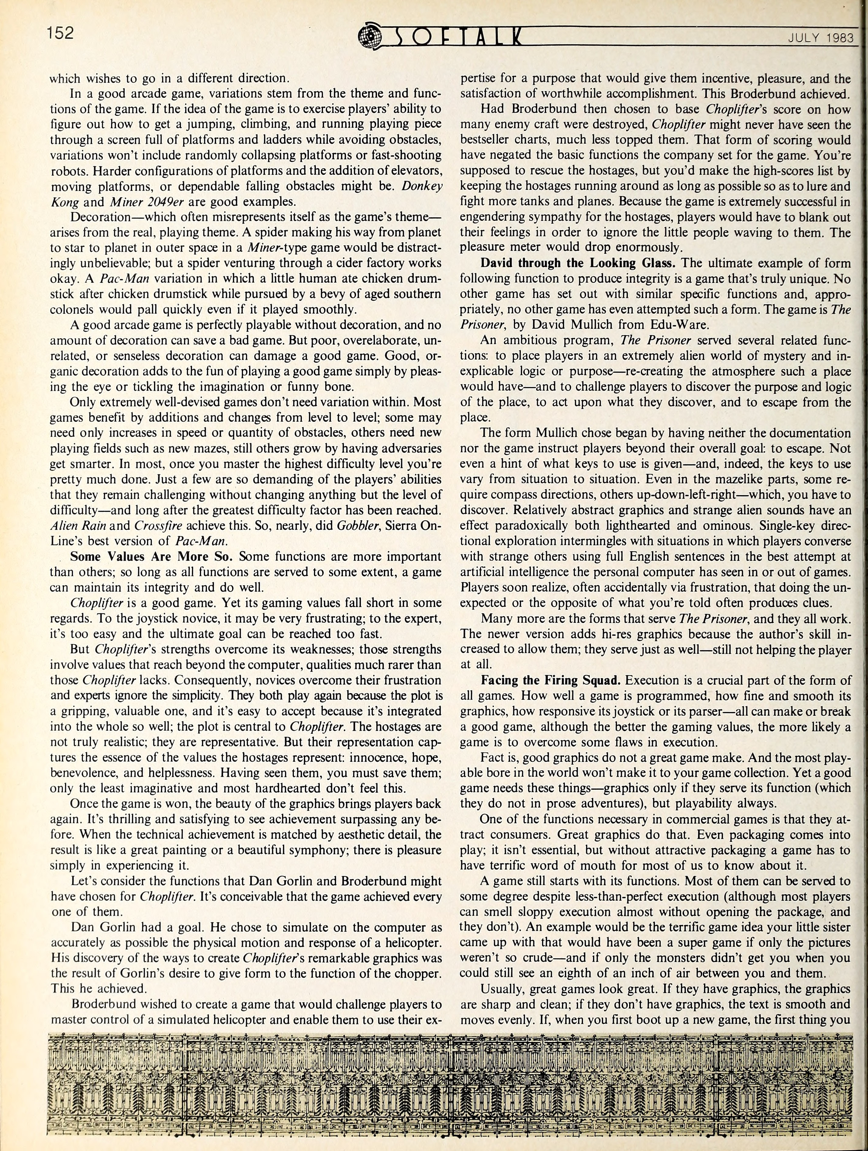 152
SOFTALK
JULY 1983
which wishes to go in a different direction.
In a good arcade game, variations stem from the theme and func-
tions of the game. If the idea of the game is to exercise players' ability to
figure out how to get a jumping, climbing, and running playing piece
through a screen full of platforms and ladders while avoiding obstacles,
variations won't include randomly collapsing platforms or fast-shooting
robots. Harder configurations of platforms and the addition of elevators,
moving platforms, or dependable falling obstacles might be. Donkey
Kong and Miner 2049er are good examples.
Decoration—which often misrepresents itself as the game's theme—
arises from the real, playing theme. A spider making his way from planet
to star to planet in outer space in a Miner-type game would be distract-
ingly unbelievable; but a spider venturing through a cider factory works
okay. A Pac-Man variation in which a little human ate chicken drum-
stick after chicken drumstick while pursued by a bevy of aged southern
colonels would pall quickly even if it played smoothly.
A good arcade game is perfectly playable without decoration, and no
amount of decoration can save a bad game. But poor, overelaborate, un-
related, or senseless decoration can damage a good game. Good, or-
ganic decoration adds to the fun of playing a good game simply by pleas-
ing the eye or tickling the imagination or funny bone.
Only extremely well-devised games don't need variation within. Most
games benefit by additions and changes from level to level; some may
need only increases in speed or quantity of obstacles, others need new
playing fields such as new mazes, still others grow by having adversaries
get smarter. In most, once you master the highest difficulty level you're
pretty much done. Just a few are so demanding of the players' abilities
that they remain challenging without changing anything but the level of
difficulty—and long after the greatest difficulty factor has been reached.
Alien Rain and Crossfire achieve this. So, nearly, did Gobbler, Sierra On-
Line's best version of Pac-Man.
Some Values Are More So. Some functions are more important
than others; so long as all functions are served to some extent, a game
can maintain its integrity and do well.
Choplifter is a good game. Yet its gaming values fall short in some
regards. To the joystick novice, it may be very frustrating; to the expert,
it's too easy and the ultimate goal can be reached too fast.
But Choplifter's strengths overcome its weaknesses; those strengths
involve values that reach beyond the computer, qualities much rarer than
those Choplifter lacks. Consequently, novices overcome their frustration
and experts ignore the simplicity. They both play again because the plot is
a gripping, valuable one, and it's easy to accept because it's integrated
into the whole so well; the plot is central to Choplifter. The hostages are
not truly realistic; they are representative. But their representation cap-
tures the essence of the values the hostages represent: innocence, hope,
benevolence, and helplessness. Having seen them, you must save them;
only the least imaginative and most hardhearted don't feel this.
Once the game is won, the beauty of the graphics brings players back
again. It's thrilling and satisfying to see achievement surpassing any be-
fore. When the technical achievement is matched by aesthetic detail, the
result is like a great painting or a beautiful symphony; there is pleasure
simply in experiencing it.
Let's consider the functions that Dan Gorlin and Broderbund might
have chosen for Choplifter. It's conceivable that the game achieved every
one of them.
Dan Gorlin had a goal. He chose to simulate on the computer as
accurately as possible the physical motion and response of a helicopter.
His discovery of the ways to create Choplifter's remarkable graphics was
the result of Gorlin's desire to give form to the function of the chopper.
This he achieved.
Broderbund wished to create a game that would challenge players to
master control of a simulated helicopter and enable them to use their ex-
pertise for a purpose that would give them incentive, pleasure, and the
satisfaction of worthwhile accomplishment. This Broderbund achieved.
Had Broderbund then chosen to base Choplifter's score on how
many enemy craft were destroyed, Choplifter might never have seen the
bestseller charts, much less topped them. That form of scoring would
have negated the basic functions the company set for the game. You're
supposed to rescue the hostages, but you'd make the high-scores list by
keeping the hostages running around as long as possible so as to lure and
fight more tanks and planes. Because the game is extremely successful in
engendering sympathy for the hostages, players would have to blank out
their feelings in order to ignore the little people waving to them. The
pleasure meter would drop enormously.
David through the Looking Glass. The ultimate example of form
following function to produce integrity is a game that's truly unique. No
other game has set out with similar specific functions and, appro-
priately, no other game has even attempted such a form. The game is The
Prisoner, by David Mullich from Edu-Ware.
An ambitious program, The Prisoner served several related func-
tions: to place players in an extremely alien world of mystery and in-
explicable logic or purpose—re-creating the atmosphere such a place
would have—and to challenge players to discover the purpose and logic
of the place, to act upon what they discover, and to escape from the
place.
The form Mullich chose began by having neither the documentation
nor the game instruct players beyond their overall goal: to escape. Not
even a hint of what keys to use is given—and, indeed, the keys to use
vary from situation to situation. Even in the mazelike parts, some re-
quire compass directions, others up-down-left-right—which, you have to
discover. Relatively abstract graphics and strange alien sounds have an
effect paradoxically both lighthearted and ominous. Single-key direc-
tional exploration intermingles with situations in which players converse
with strange others using full English sentences in the best attempt at
artificial intelligence the personal computer has seen in or out of games.
Players soon realize, often accidentally via frustration, that doing the un-
expected or the opposite of what you're told often produces clues.
Many more are the forms that serve The Prisoner, and they all work.
The newer version adds hi-res graphics because the author's skill in-
creased to allow them; they serve just as well—still not helping the player
at all.
Facing the Firing Squad. Execution is a crucial part of the form of
all games. How well a game is programmed, how fine and smooth its
graphics, how responsive its joystick or its parser—all can make or break
a good game, although the better the gaming values, the more likely a
game is to overcome some flaws in execution.
Fact is, good graphics do not a great game make. And the most play-
able bore in the world won't make it to your game collection. Yet a good
game needs these things—graphics only if they serve its function (which
they do not in prose adventures), but playability always.
One of the functions necessary in commercial games is that they at-
tract consumers. Great graphics do that. Even packaging comes into
play; it isn't essential, but without attractive packaging a game has to
have terrific word of mouth for most of us to know about it.
A game still starts with its functions. Most of them can be served to
some degree despite less-than-perfect execution (although most players
can smell sloppy execution almost without opening the package, and
they don't). An example would be the terrific game idea your little sister
came up with that would have been a super game if only the pictures
weren't so crude—and if only the monsters didn't get you when you
could still see an eighth of an inch of air between you and them.
Usually, great games look great. If they have graphics, the graphics
are sharp and clean; if they don't have graphics, the text is smooth and
moves evenly. If, when you first boot up a new game, the first thing you